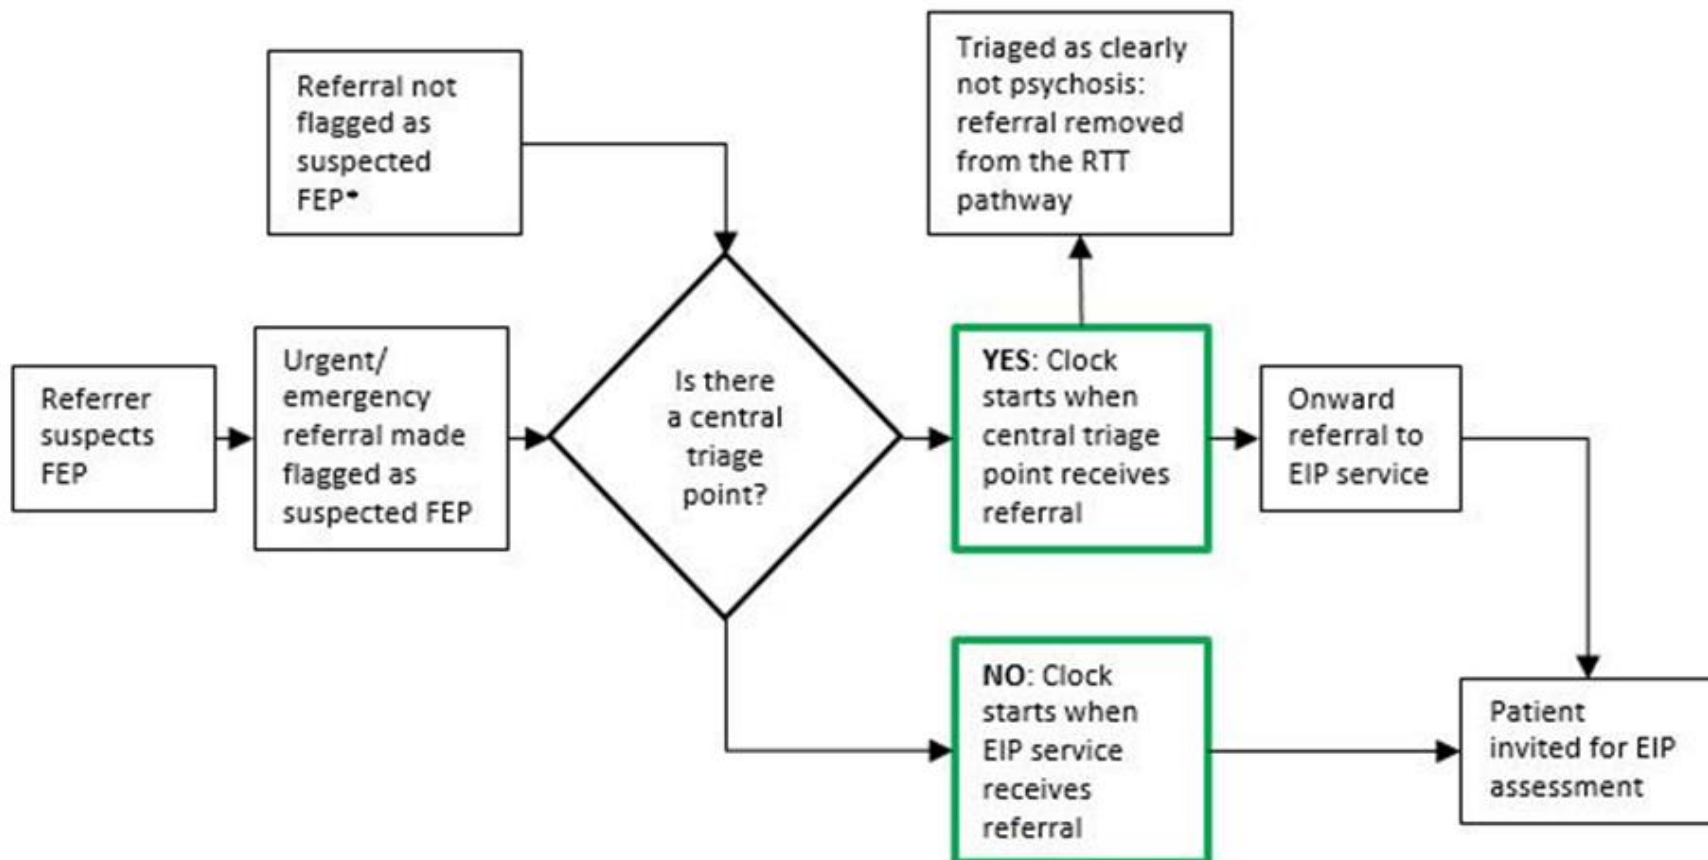 Referral not
flagged as
suspected
FEP*
Triaged as clearly
not psychosis:
referral removed
from the RTT
pathway
Referrer
suspects
FEP
Urgent/
emergency
referral made
flagged as
suspected FEP
Is there
a central
triage
point?
YES: Clock
starts when
central triage
point receives
referral
Onward
referral to
EIP service
NO: Clock
starts when
EIP service
receives
referral
Patient
invited for EIP
assessment